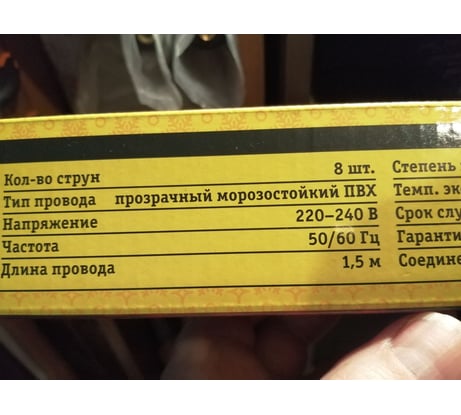 Кол-во струн 8 шт.
Тип провода прозрачный морозостойкий ПВХ
Напряжение 220–240 В
Частота 50/60 Гц
Длина провода 1,5 м
Степень
Темп. эк
Срок слу
Гаранти
Соедине